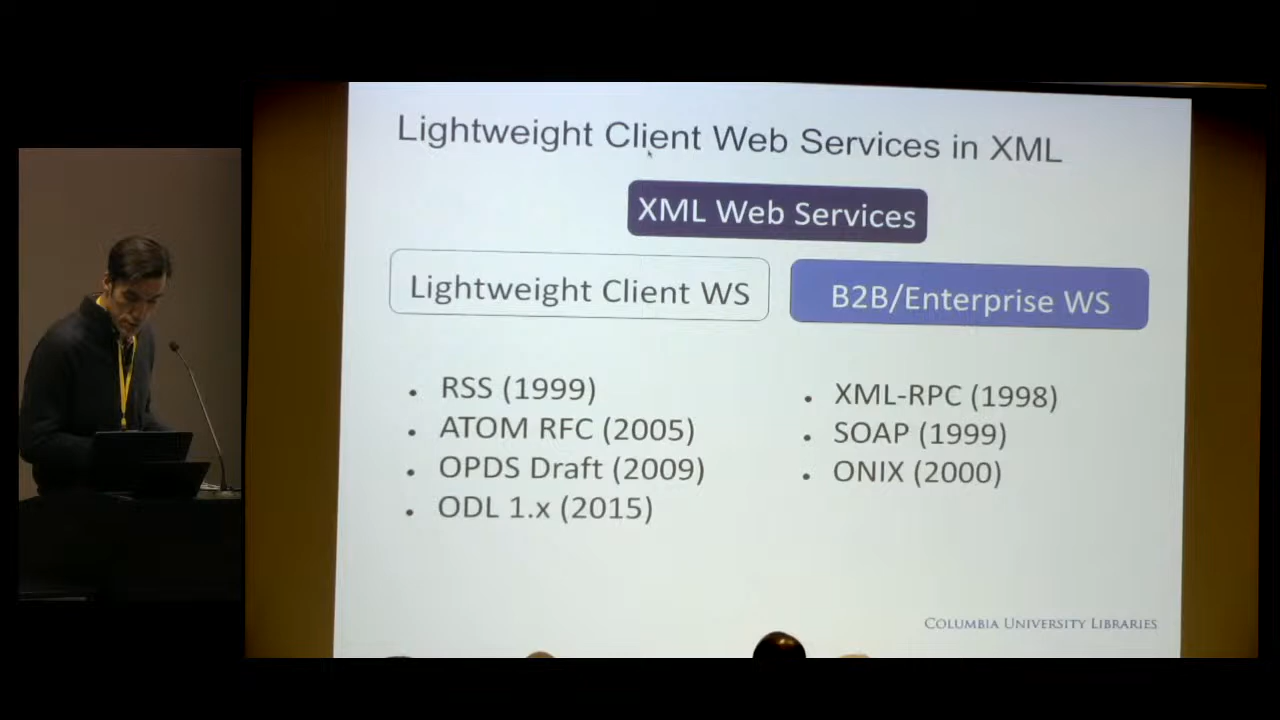 Lightweight Client Web Services in XML
XML Web Services
Lightweight Client WS
B2B/Enterprise WS
• RSS (1999)
• ATOM RFC (2005)
• OPDS Draft (2009)
• ODL 1.x (2015)
• XML-RPC (1998)
• SOAP (1999)
• ONIX (2000)
COLUMBIA UNIVERSITY LIBRARIES